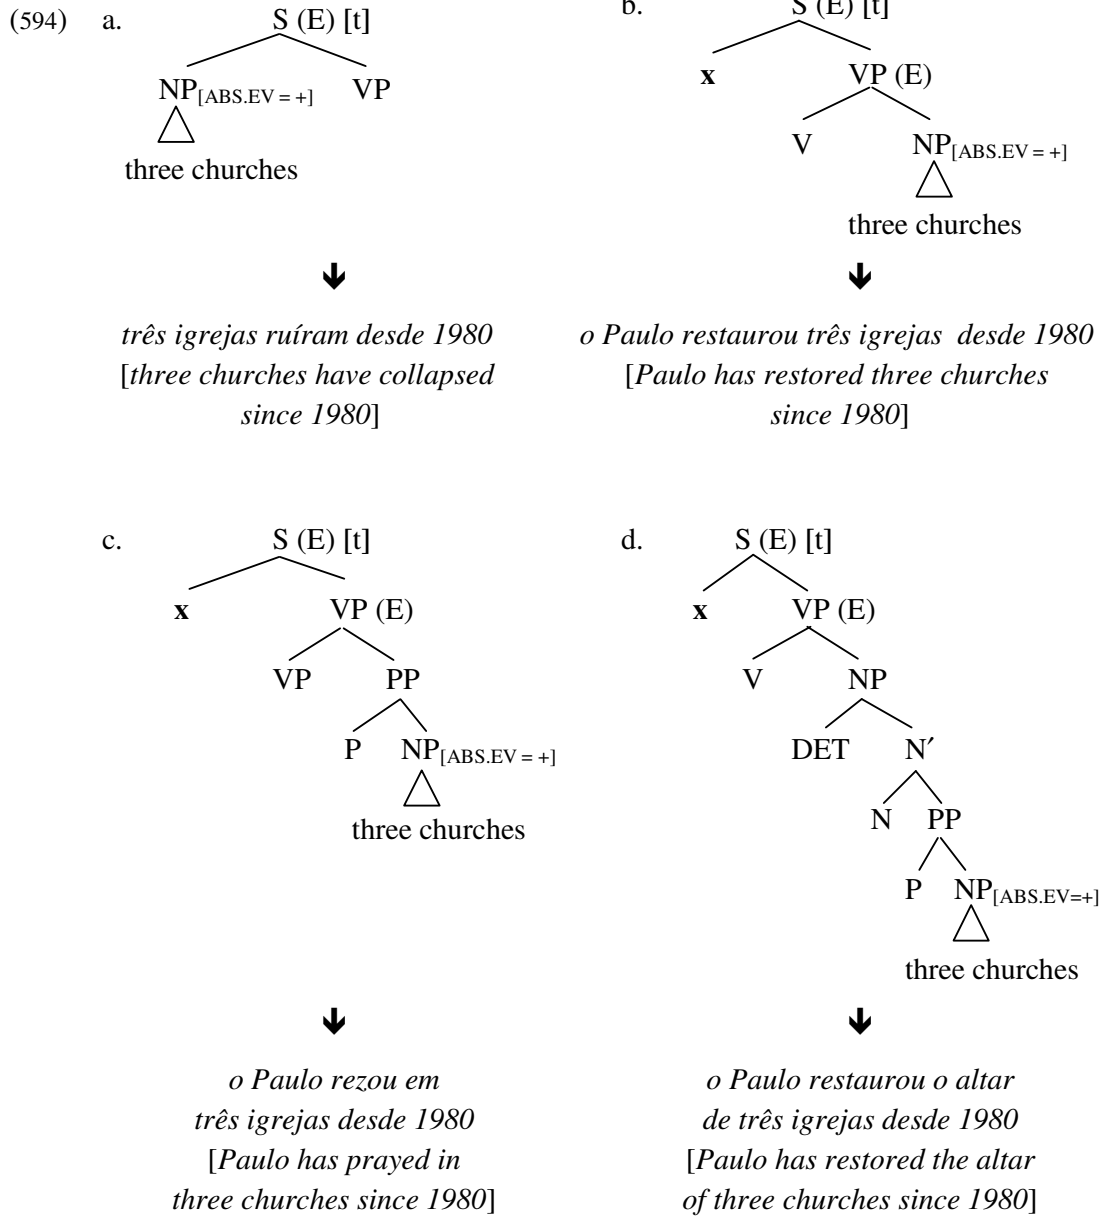 (594) a. S (E) [t] b. S (E) [t]
NP[ABS.EV = +] VP x VP (E)
three churches V NP[ABS.EV = +]
three churches
três igrejas ruíram desde 1980
[three churches have collapsed
since 1980]
o Paulo restaurou três igrejas desde 1980
[Paulo has restored three churches
since 1980]
c. S (E) [t]
x VP (E)
VP PP
P NP[ABS.EV = +]
three churches
d. S (E) [t]
x VP (E)
V NP
DET N′
N PP
P NP[ABS.EV=+]
three churches
o Paulo rezou em
três igrejas desde 1980
[Paulo has prayed in
three churches since 1980]
o Paulo restaurou o altar
de três igrejas desde 1980
[Paulo has restored the altar
of three churches since 1980]